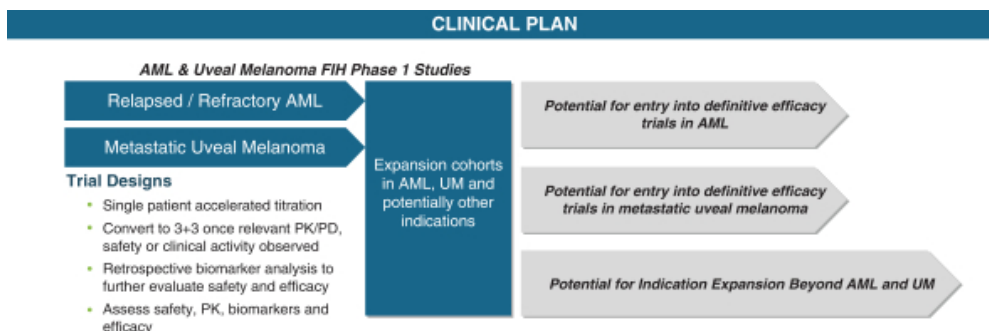 CLINICAL PLAN
AML & Uveal Melanoma FIH Phase 1 Studies
Relapsed / Refractory AML
Metastatic Uveal Melanoma
Trial Designs
• Single patient accelerated titration
• Convert to 3+3 once relevant PK/PD,
safety or clinical activity observed
• Retrospective biomarker analysis to
further evaluate safety and efficacy
• Assess safety, PK, biomarkers and
efficacy
Expansion cohorts
in AML, UM and
potentially other
indications
Potential for entry into definitive efficacy
trials in AML
Potential for entry into definitive efficacy
trials in metastatic uveal melanoma
Potential for Indication Expansion Beyond AML and UM